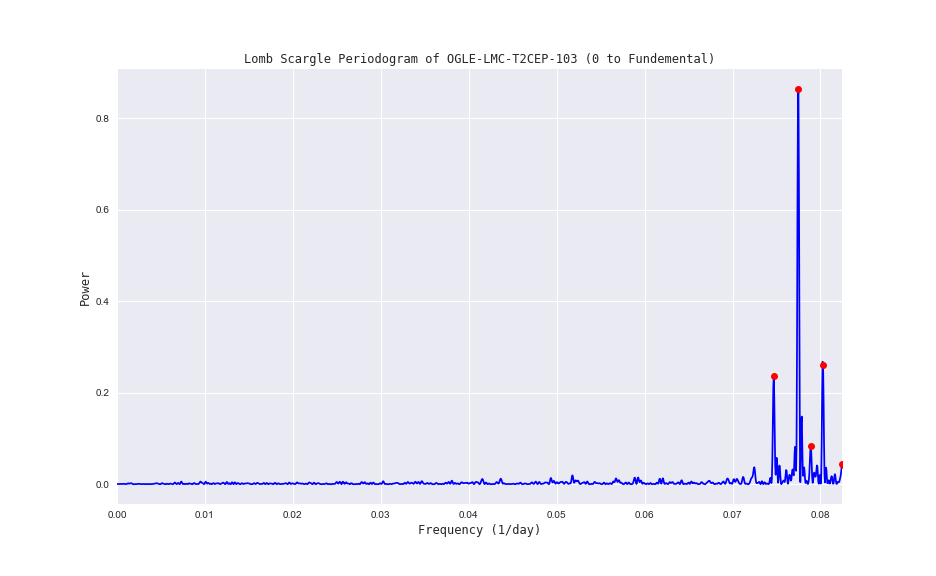 Lomb Scargle Periodogram of OGLE-LMC-T2CEP-103 (0 to Fundemental)
0.8
0.6
0.4
0.2
0.0
Power
0.00 0.01 0.02 0.03 0.04 0.05 0.06 0.07 0.08
Frequency (1/day)